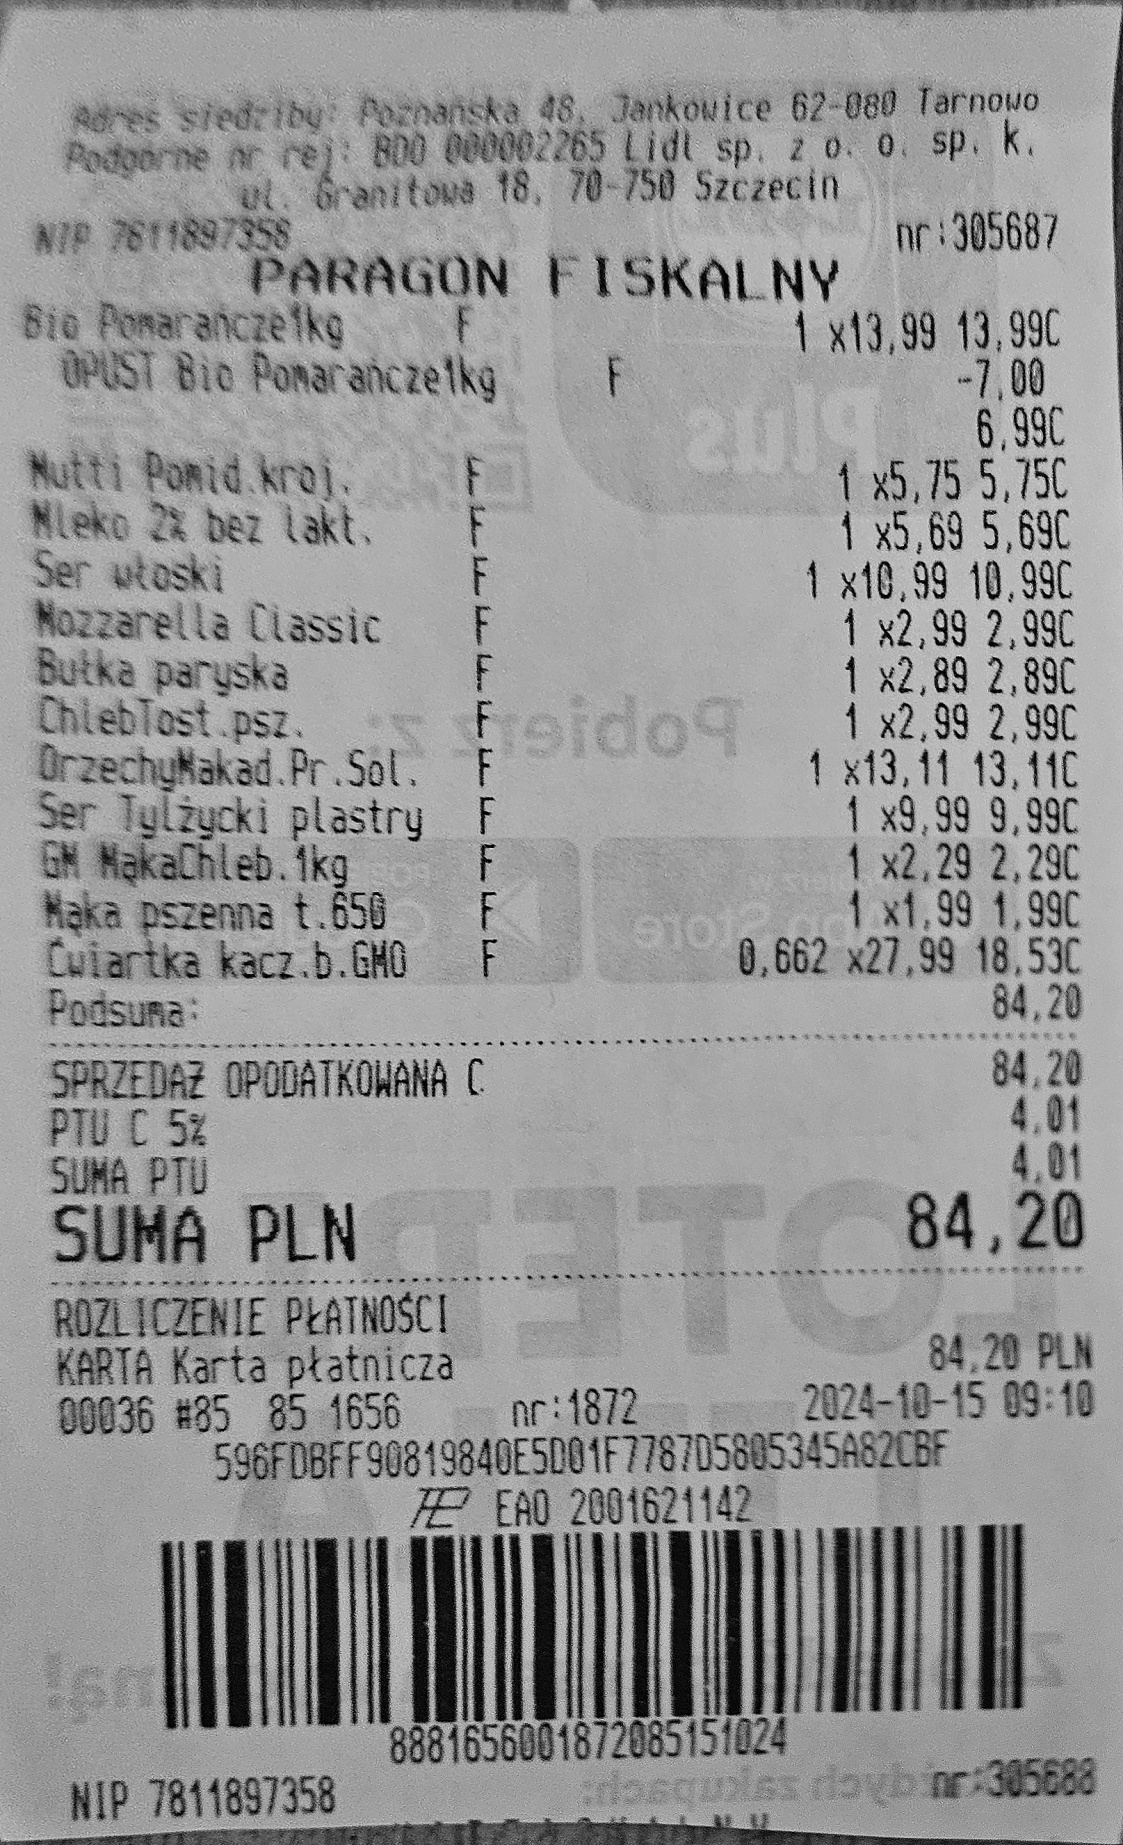 Adres siedziby: Poznańska 48, Jankowice 62-080 Tarnowo
Podgórne nr rej: BDO 000002265 Lidl sp. z o. o. sp. k.
ul. Granitowa 18, 70-750 Szczecin
NIP 7811897358 nr:305687
PARAGON FISKALNY
Bio Pomarańcze1kg F 1 x13,99 13,99C
OPUST Bio Pomarańcze1kg F -7,00
6,99C
Mutti Pomid.kroj. F 1 x5,75 5,75C
Mleko 2% bez lakt. F 1 x5,69 5,69C
Ser włoski F 1 x10,99 10,99C
Mozzarella Classic F 1 x2,99 2,99C
Bułka paryska F 1 x2,89 2,89C
ChlebTost.psz. F 1 x2,99 2,99C
OrzechyMakad.Pr.Sol. F 1 x13,11 13,11C
Ser Tylżycki plastry F 1 x9,99 9,99C
GM MąkaChleb.1kg F 1 x2,29 2,29C
Mąka pszenna t.650 F 1 x1,99 1,99C
Ćwiartka kacz.b.GMO F 0,662 x27,99 18,53C
Podsuma: 84,20
SPRZEDAŻ OPODATKOWANA C 84,20
PTU C 5% 4,01
SUMA PTU 4,01
SUMA PLN 84,20
ROZLICZENIE PŁATNOŚCI
KARTA Karta płatnicza 84,20 PLN
00036 #85 85 1656 nr:1872 2024-10-15 09:10
596FDBFF90819840E5D01F7787D5805345A82CBF
EAO 2001621142
8881656001872085151024
NIP 7811897358 nr:305688